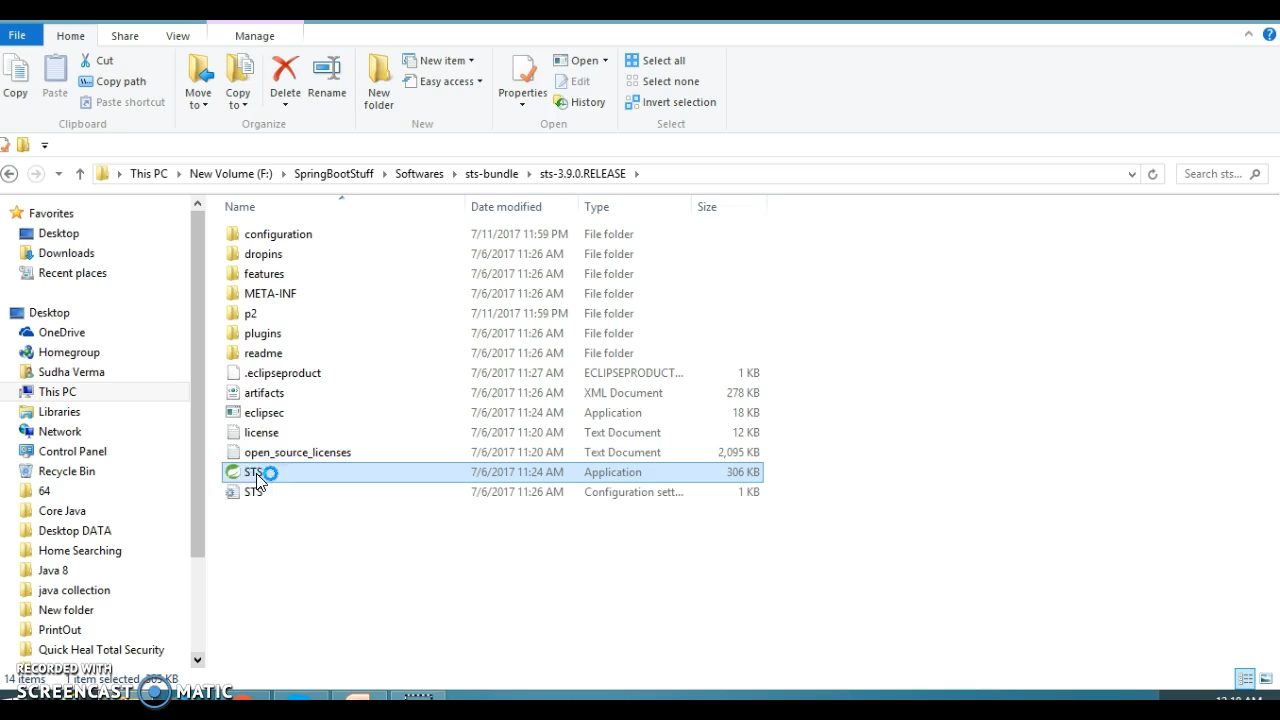 File Home Share View Manage
Copy
Paste
Cut
Copy path
Paste shortcut
Clipboard
Move to
Copy to
Delete
Rename
Organize
New folder
New item
Easy access
New
Properties
Open
Edit
History
Open
Select all
Select none
Invert selection
Select
This PC New Volume (F:) SpringBootStuff Softwares sts-bundle sts-3.9.0.RELEASE
Search sts...
Favorites
Desktop
Downloads
Recent places
Desktop
OneDrive
Homegroup
Sudha Verma
This PC
Libraries
Network
Control Panel
Recycle Bin
64
Core Java
Desktop DATA
Home Searching
Java 8
java collection
New folder
PrintOut
Quick Heal Total Security
Name Date modified Type Size
configuration 7/11/2017 11:59 PM File folder
dropins 7/6/2017 11:26 AM File folder
features 7/6/2017 11:26 AM File folder
META-INF 7/6/2017 11:26 AM File folder
p2 7/11/2017 11:59 PM File folder
plugins 7/6/2017 11:26 AM File folder
readme 7/6/2017 11:26 AM File folder
.eclipseproduct 7/6/2017 11:27 AM ECLIPSEPRODUCT... 1 KB
artifacts 7/6/2017 11:26 AM XML Document 278 KB
eclipsec 7/6/2017 11:24 AM Application 18 KB
license 7/6/2017 11:20 AM Text Document 12 KB
open_source_licenses 7/6/2017 11:20 AM Text Document 2,095 KB
STS 7/6/2017 11:24 AM Application 306 KB
STS 7/6/2017 11:26 AM Configuration sett... 1 KB
14 items 1 item selected
RECORDED WITH
SCREENCAST MATIC